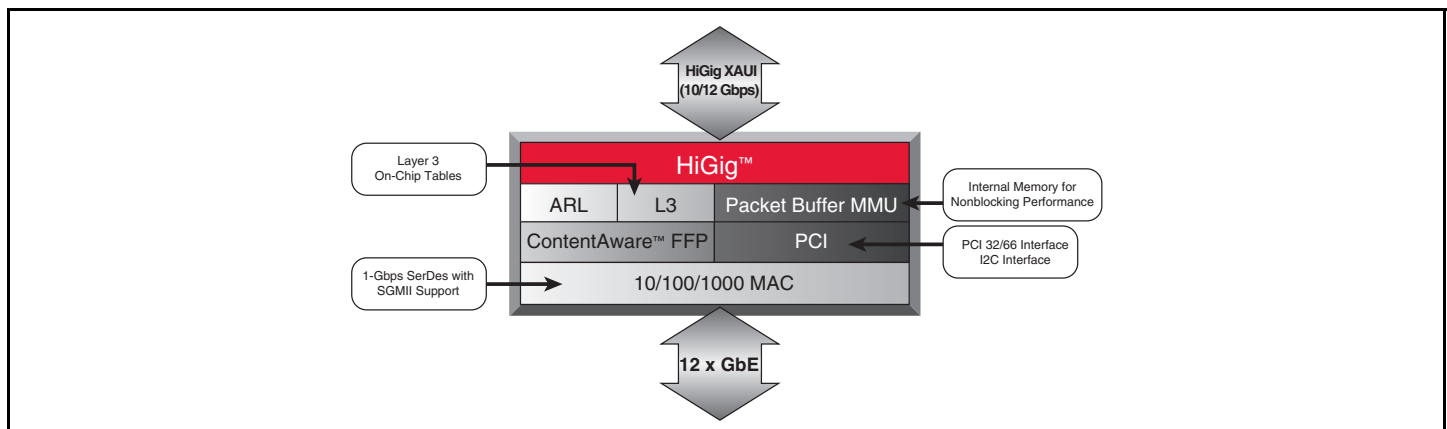 HiGig XAUI
(10/12 Gbps)
HiGig™
Layer 3
On-Chip Tables
ARL
L3
Packet Buffer MMU
Internal Memory for
Nonblocking Performance
ContentAware™ FFP
PCI
PCI 32/66 Interface
I2C Interface
1-Gbps SerDes with
SGMII Support
10/100/1000 MAC
12 x GbE